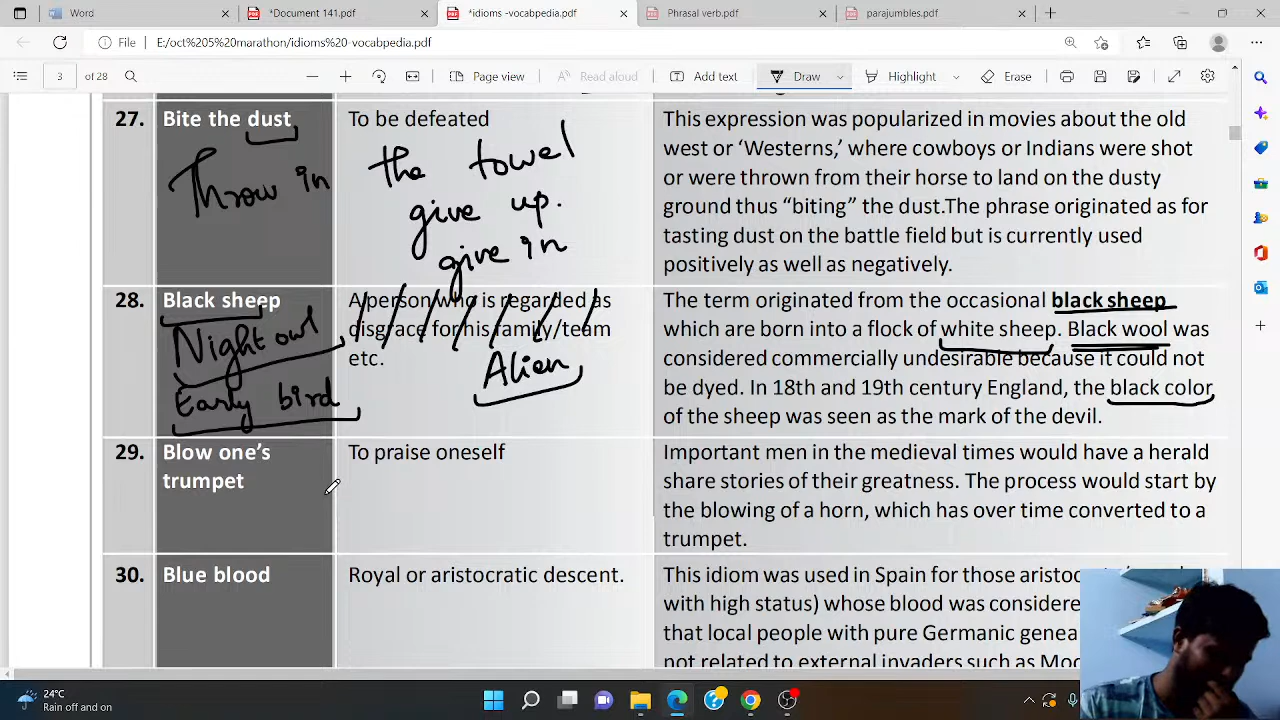 Word
*Document 141.pdf
*idioms -vocabpedia.pdf
Phrasal verb.pdf
parajumbles.pdf
File
E:/oct%205%20marathon/idioms%20-vocabpedia.pdf
3 of 28
Page view
Read aloud
Add text
Draw
Highlight
Erase
27. Bite the dust
To be defeated
This expression was popularized in movies about the old
west or ‘Westerns,’ where cowboys or Indians were shot
or were thrown from their horse to land on the dusty
ground thus “biting” the dust.The phrase originated as for
tasting dust on the battle field but is currently used
positively as well as negatively.
Throw in the towel
give up.
give in
28. Black sheep
Night owl
Early bird
A person who is regarded as
disgrace for his family/team
etc.
Alien
The term originated from the occasional black sheep
which are born into a flock of white sheep. Black wool was
considered commercially undesirable because it could not
be dyed. In 18th and 19th century England, the black color
of the sheep was seen as the mark of the devil.
29. Blow one’s
trumpet
To praise oneself
Important men in the medieval times would have a herald
share stories of their greatness. The process would start by
the blowing of a horn, which has over time converted to a
trumpet.
30. Blue blood
Royal or aristocratic descent.
This idiom was used in Spain for those
with high status) whose blood was
that local people with pure Germanic
not related to external invaders such as
24°C
Rain off and on